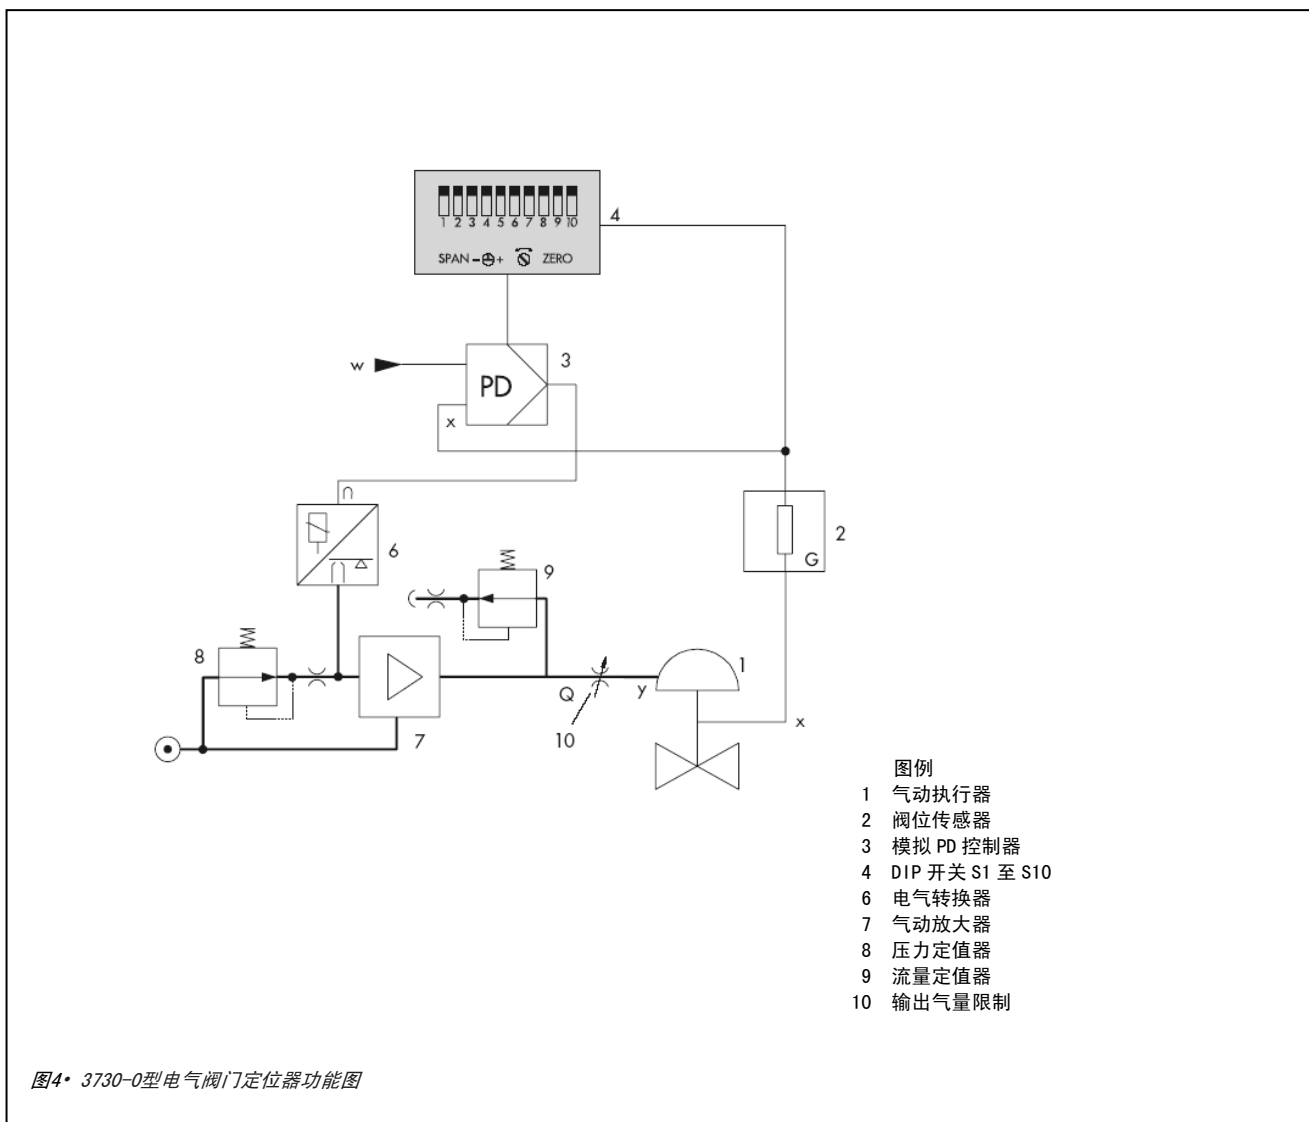 1 2 3 4 5 6 7 8 9 10
4
SPAN - + ZERO
w
3
PD
x
2
G
6
9
8
1
Q
y
x
10
7
图例
1 气动执行器
2 阀位传感器
3 模拟 PD 控制器
4 DIP 开关 S1 至 S10
6 电气转换器
7 气动放大器
8 压力定值器
9 流量定值器
10 输出气量限制
图4• 3730-0型电气阀门定位器功能图